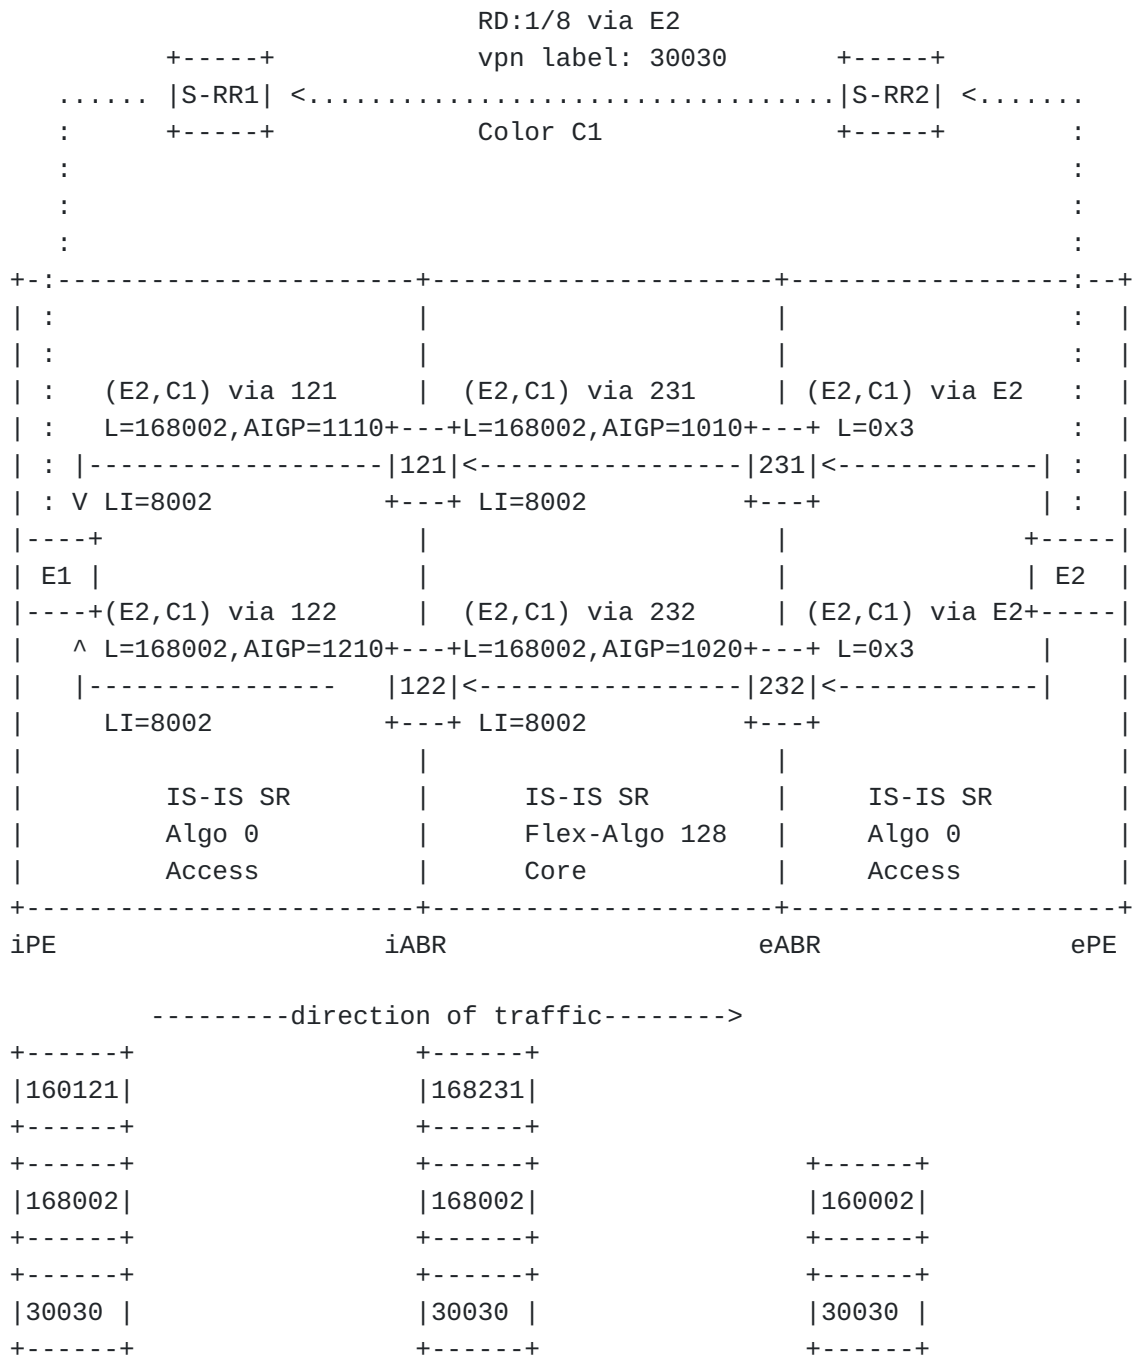 RD:1/8 via E2
          +-----+             vpn label: 30030       +-----+
   ...... |S-RR1| <..................................|S-RR2| <.......
   :      +-----+             Color C1               +-----+        :
   :                                                                 :
   :                                                                 :
   :                                                                 :
+-:-----------------------+----------------------+------------------:--+
| :                       |                      |                  :  |
| :                       |                      |                  :  |
| :   (E2,C1) via 121     |  (E2,C1) via 231     | (E2,C1) via E2   :  |
| :   L=168002,AIGP=1110+---+L=168002,AIGP=1010+---+ L=0x3          :  |
| : |-------------------|121|<-----------------|231|<-------------| :  |
| : V LI=8002           +---+ LI=8002          +---+              | :  |
|----+                    |                      |               +-----|
| E1 |                    |                      |               | E2  |
|----+(E2,C1) via 122     |  (E2,C1) via 232     | (E2,C1) via E2+-----|
|   ^ L=168002,AIGP=1210+---+L=168002,AIGP=1020+---+ L=0x3        |    |
|   |----------------   |122|<-----------------|232|<-------------|    |
|     LI=8002           +---+ LI=8002          +---+                   |
|                         |                      |                     |
|         IS-IS SR        |      IS-IS SR        |     IS-IS SR        |
|         Algo 0          |      Flex-Algo 128   |     Algo 0          |
|         Access          |      Core            |     Access          |
+-------------------------+----------------------+---------------------+
iPE                     iABR                    eABR                ePE

         ---------direction of traffic-------->
+------+                  +------+
|160121|                  |168231|
+------+                  +------+
+------+                  +------+                 +------+
|168002|                  |168002|                 |160002|
+------+                  +------+                 +------+
+------+                  +------+                 +------+
|30030 |                  |30030 |                 |30030 |
+------+                  +------+                 +------+